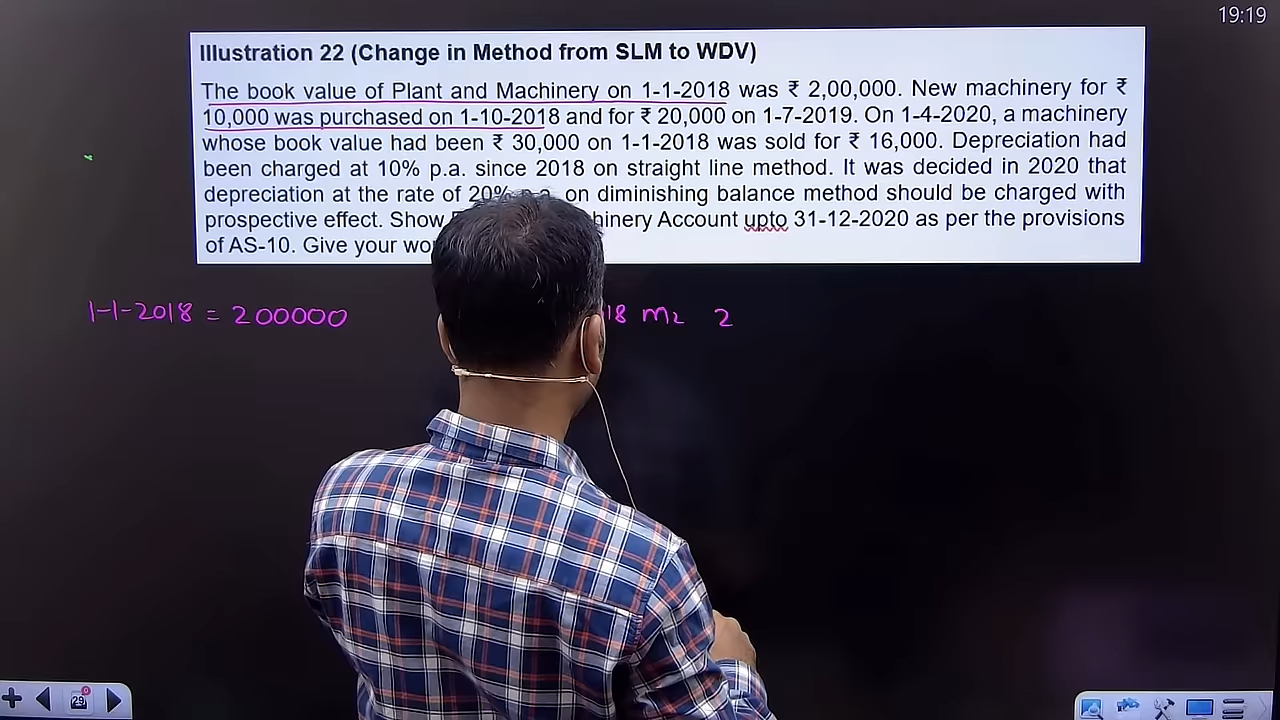 19:19
Illustration 22 (Change in Method from SLM to WDV)
The book value of Plant and Machinery on 1-1-2018 was ₹ 2,00,000. New machinery for ₹
10,000 was purchased on 1-10-2018 and for ₹ 20,000 on 1-7-2019. On 1-4-2020, a machinery
whose book value had been ₹ 30,000 on 1-1-2018 was sold for ₹ 16,000. Depreciation had
been charged at 10% p.a. since 2018 on straight line method. It was decided in 2020 that
depreciation at the rate of 20% p.a. on diminishing balance method should be charged with
prospective effect. Show Account upto 31-12-2020 as per the provisions
of AS-10. Give your
1-1-2018 = 200000 18 m2 2
29